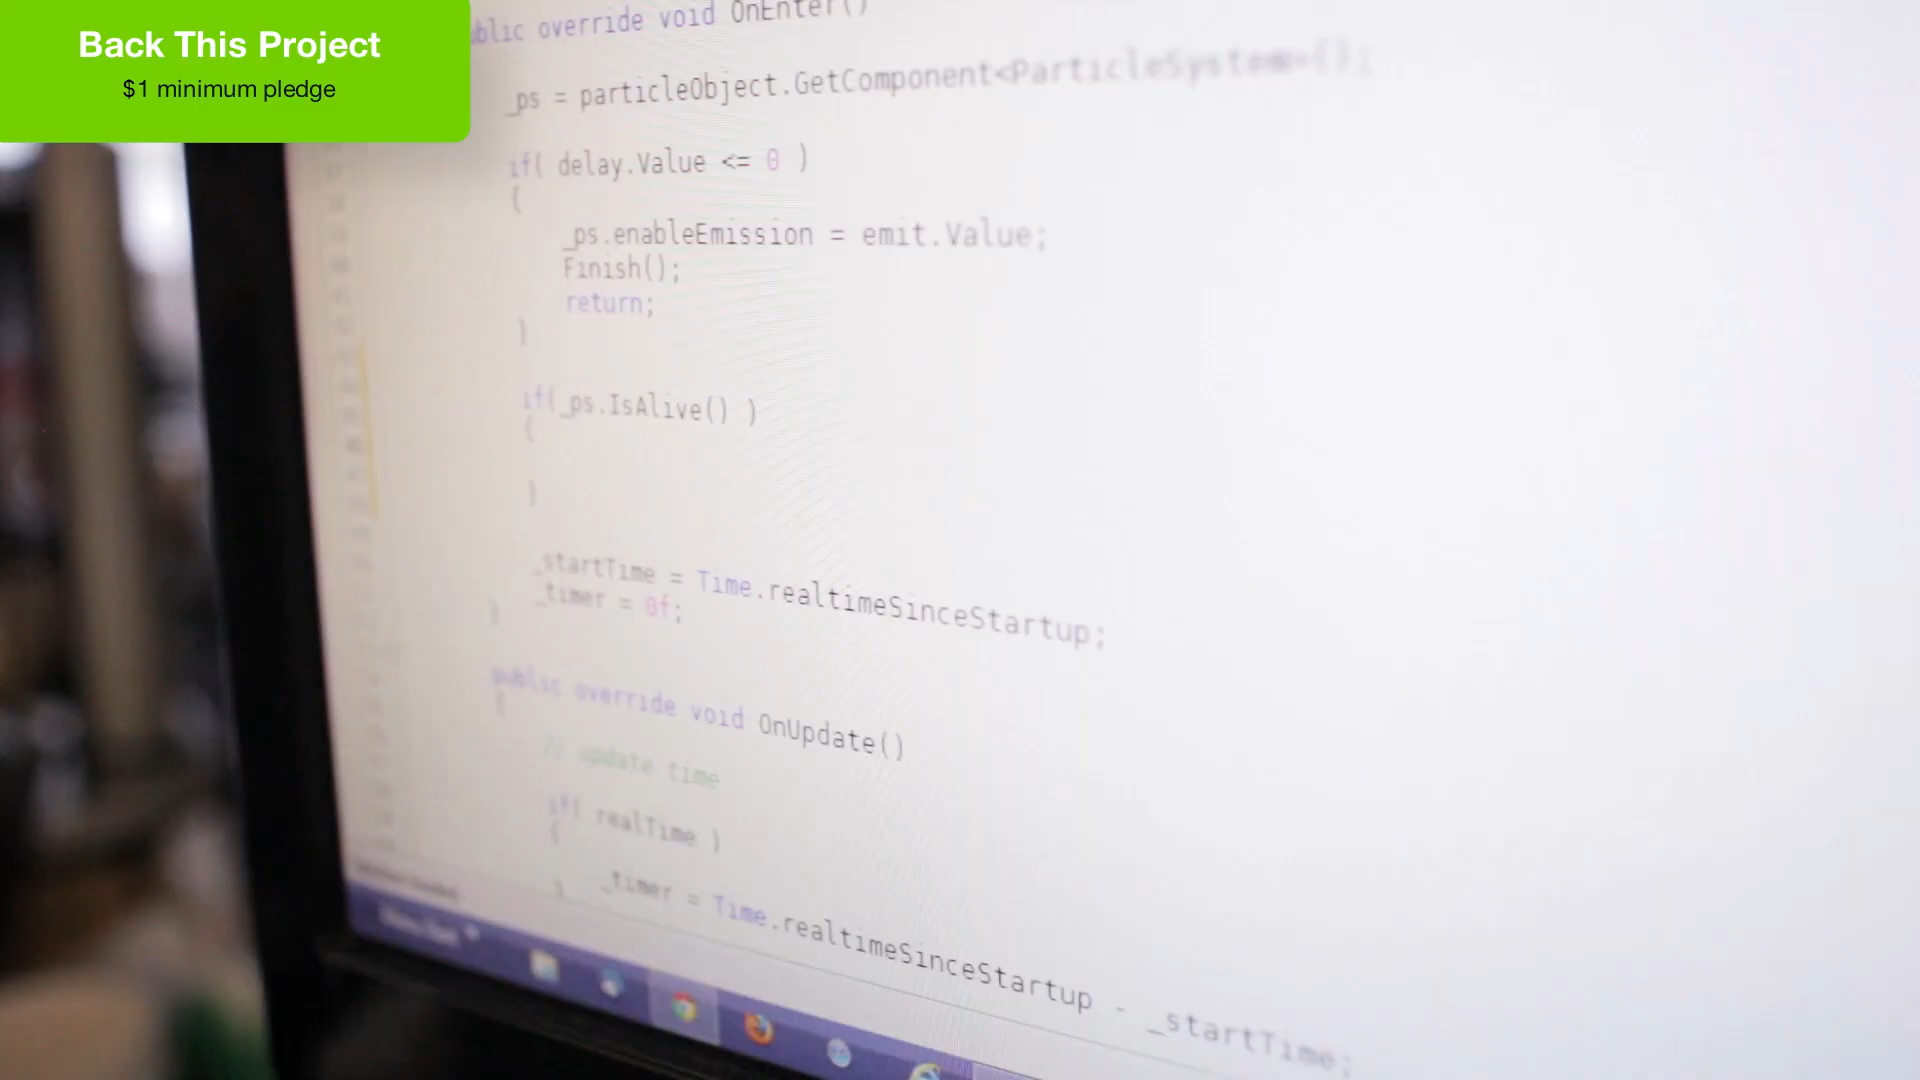 Back This Project
$1 minimum pledge
public override void OnEnter()
_ps = particleObject.GetComponent<ParticleSystem>();
if( delay.Value <= 0 )
{
_ps.enableEmission = emit.Value;
Finish();
return;
}
if(_ps.IsAlive() )
{
}
_startTime = Time.realtimeSinceStartup;
_timer = 0f;
}
public override void OnUpdate()
{
// update time
if( realTime )
{
_timer = Time.realtimeSinceStartup - _startTime;
}